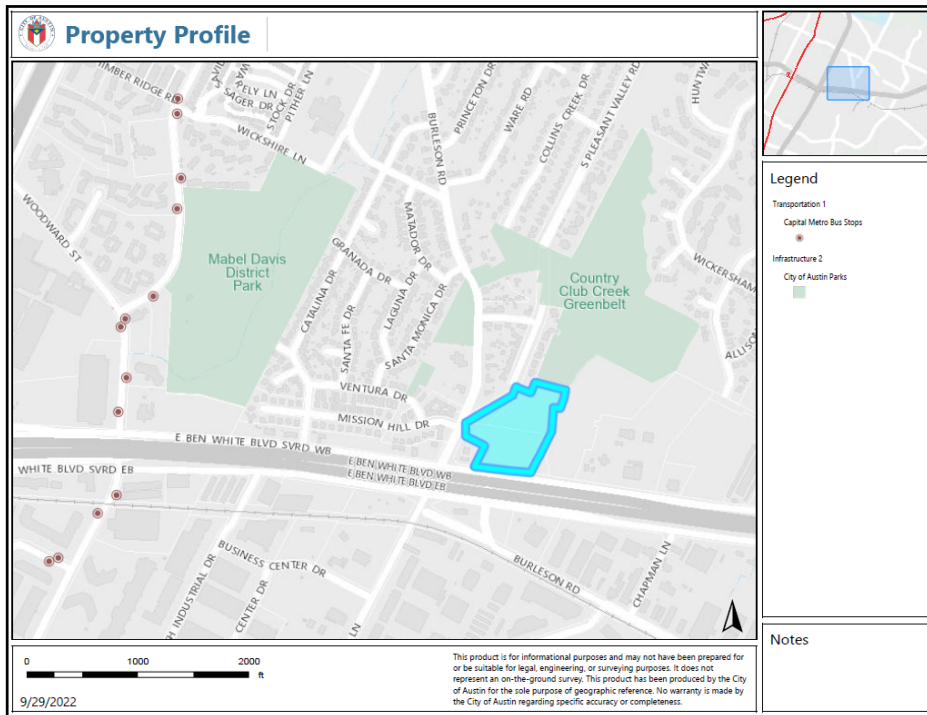 CITY OF AUSTIN
Property Profile
TIMBER RIDGE RD
PELY LN
SAGER DR
STOCK DR
PITHER LN
WICKSHIRE LN
BURLESON RD
PRINCETON DR
WARE RD
COLLINS CREEK DR
S PLEASANT VALLEY RD
HUNTW
WOODWARD ST
Mabel Davis
District
Park
MATADOR DR
GRANADA DR
LAGUNA DR
SANTA MONICA DR
CATALINA DR
SANTA FE DR
Country
Club Creek
Greenbelt
WICKERSHAM
ALLISO
VENTURA DR
MISSION HILL DR
E BEN WHITE BLVD SVRD WB
E BEN WHITE BLVD WB
E BEN WHITE BLVD EB
WHITE BLVD SVRD EB
BUSINESS CENTER DR
H INDUSTRIAL DR
CENTER DR
LN
BURLESON RD
CHAPMAN LN
Legend
Transportation 1
Capital Metro Bus Stops
Infrastructure 2
City of Austin Parks
Notes
0 1000 2000
ft
9/29/2022
This product is for informational purposes and may not have been prepared for
or be suitable for legal, engineering, or surveying purposes. It does not
represent an on-the-ground survey. This product has been produced by the City
of Austin for the sole purpose of geographic reference. No warranty is made by
the City of Austin regarding specific accuracy or completeness.